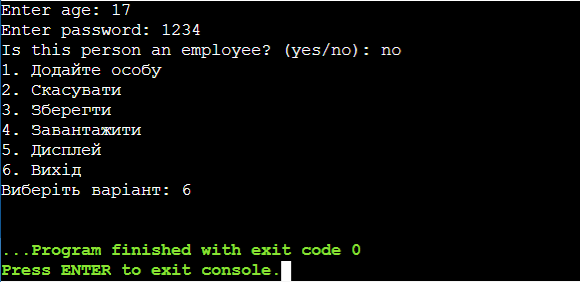 Enter age: 17
Enter password: 1234
Is this person an employee? (yes/no): no
1. Додайте особу
2. Скасувати
3. Зберегти
4. Завантажити
5. Дисплей
6. Вихід
Виберіть варіант: 6
...Program finished with exit code 0
Press ENTER to exit console.